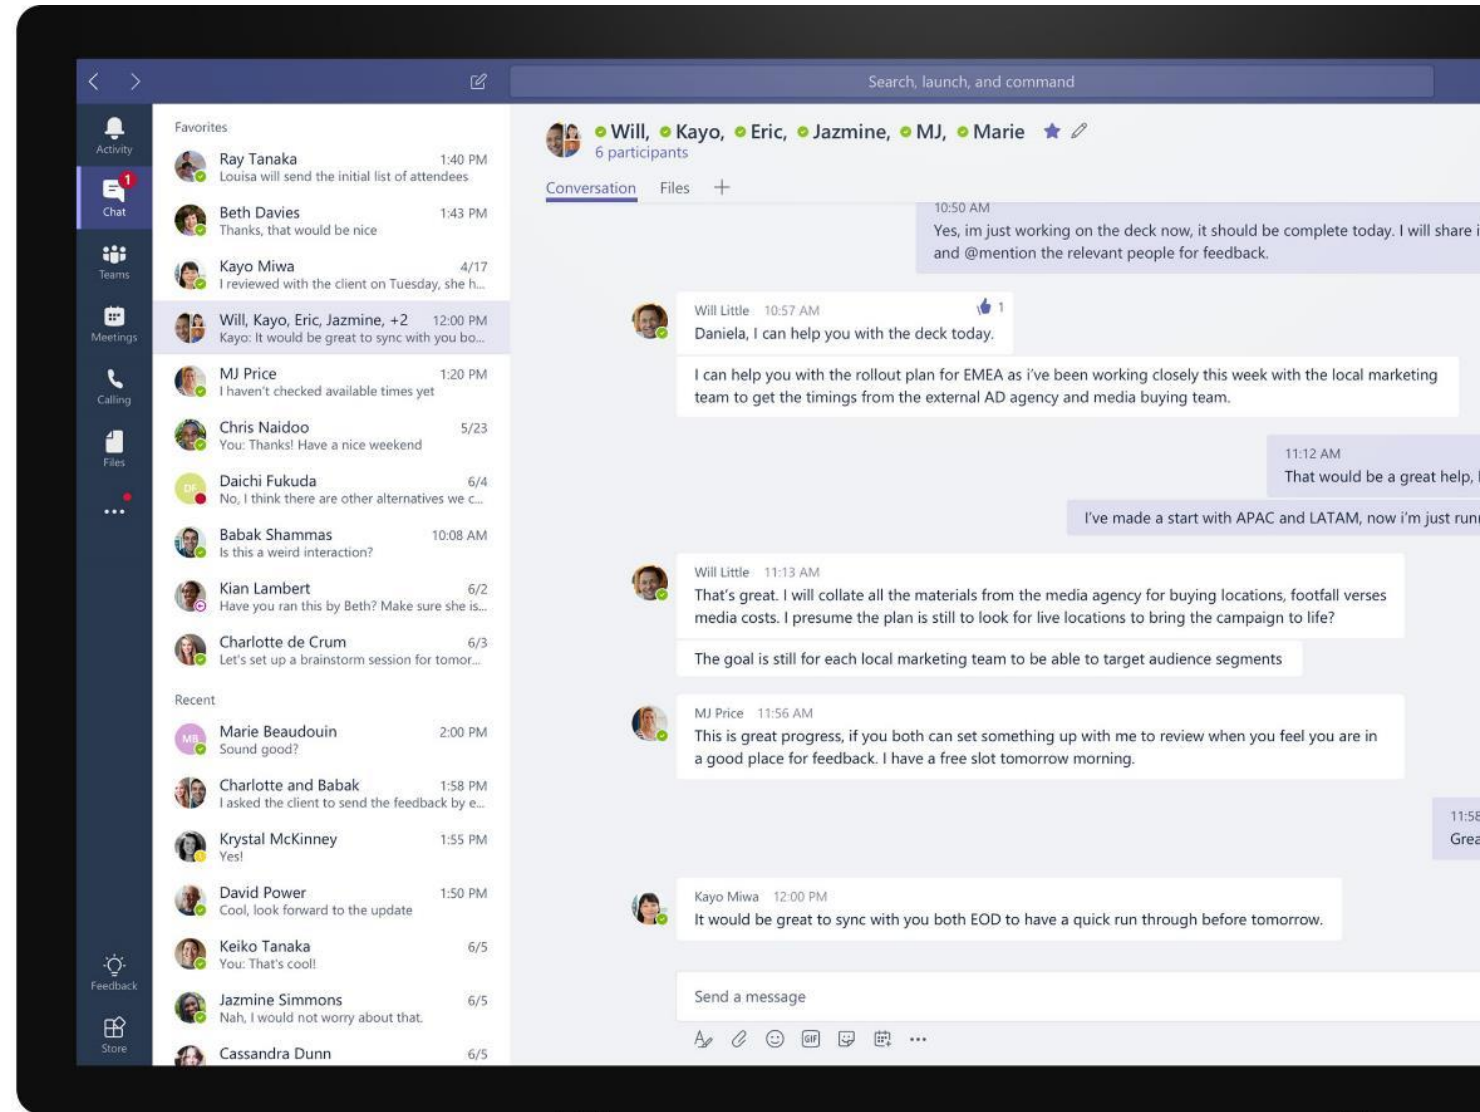 Search, launch, and command
Activity
1
Chat
Teams
Meetings
Calling
Files
Feedback
Store
Favorites
Ray Tanaka 1:40 PM
Louisa will send the initial list of attendees
Beth Davies 1:43 PM
Thanks, that would be nice
Kayo Miwa 4/17
I reviewed with the client on Tuesday, she h...
Will, Kayo, Eric, Jazmine, +2 12:00 PM
Kayo: It would be great to sync with you bo...
MJ Price 1:20 PM
I haven't checked available times yet
Chris Naidoo 5/23
You: Thanks! Have a nice weekend
DF
Daichi Fukuda 6/4
No, I think there are other alternatives we c...
Babak Shammas 10:08 AM
Is this a weird interaction?
Kian Lambert 6/2
Have you ran this by Beth? Make sure she is...
Charlotte de Crum 6/3
Let's set up a brainstorm session for tomor...
Recent
MB
Marie Beaudouin 2:00 PM
Sound good?
Charlotte and Babak 1:58 PM
I asked the client to send the feedback by e...
Krystal McKinney 1:55 PM
Yes!
David Power 1:50 PM
Cool, look forward to the update
Keiko Tanaka 6/5
You: That's cool!
Jazmine Simmons 6/5
Nah, I would not worry about that.
Cassandra Dunn 6/5
Will, Kayo, Eric, Jazmine, MJ, Marie
6 participants
Conversation Files
10:50 AM
Yes, im just working on the deck now, it should be complete today. I will share
and @mention the relevant people for feedback.
Will Little 10:57 AM 1
Daniela, I can help you with the deck today.
I can help you with the rollout plan for EMEA as i've been working closely this week with the local marketing
team to get the timings from the external AD agency and media buying team.
11:12 AM
That would be a great help,
I've made a start with APAC and LATAM, now i'm just
Will Little 11:13 AM
That's great. I will collate all the materials from the media agency for buying locations, footfall verses
media costs. I presume the plan is still to look for live locations to bring the campaign to life?
The goal is still for each local marketing team to be able to target audience segments
MJ Price 11:56 AM
This is great progress, if you both can set something up with me to review when you feel you are in
a good place for feedback. I have a free slot tomorrow morning.
11:58
Kayo Miwa 12:00 PM
It would be great to sync with you both EOD to have a quick run through before tomorrow.
Send a message
GIF